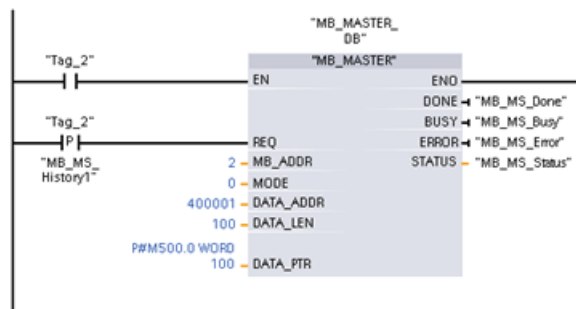 "MB_MASTER_
DB"
"Tag_2"
"MB_MASTER"
EN
ENO
DONE
"MB_MS_Done"
"Tag_2"
BUSY
"MB_MS_Busy"
P
REQ
ERROR
"MB_MS_Error"
"MB_MS_
History1"
2
MB_ADDR
STATUS
"MB_MS_Status"
0
MODE
400001
DATA_ADDR
100
DATA_LEN
P#M500.0 WORD
100
DATA_PTR